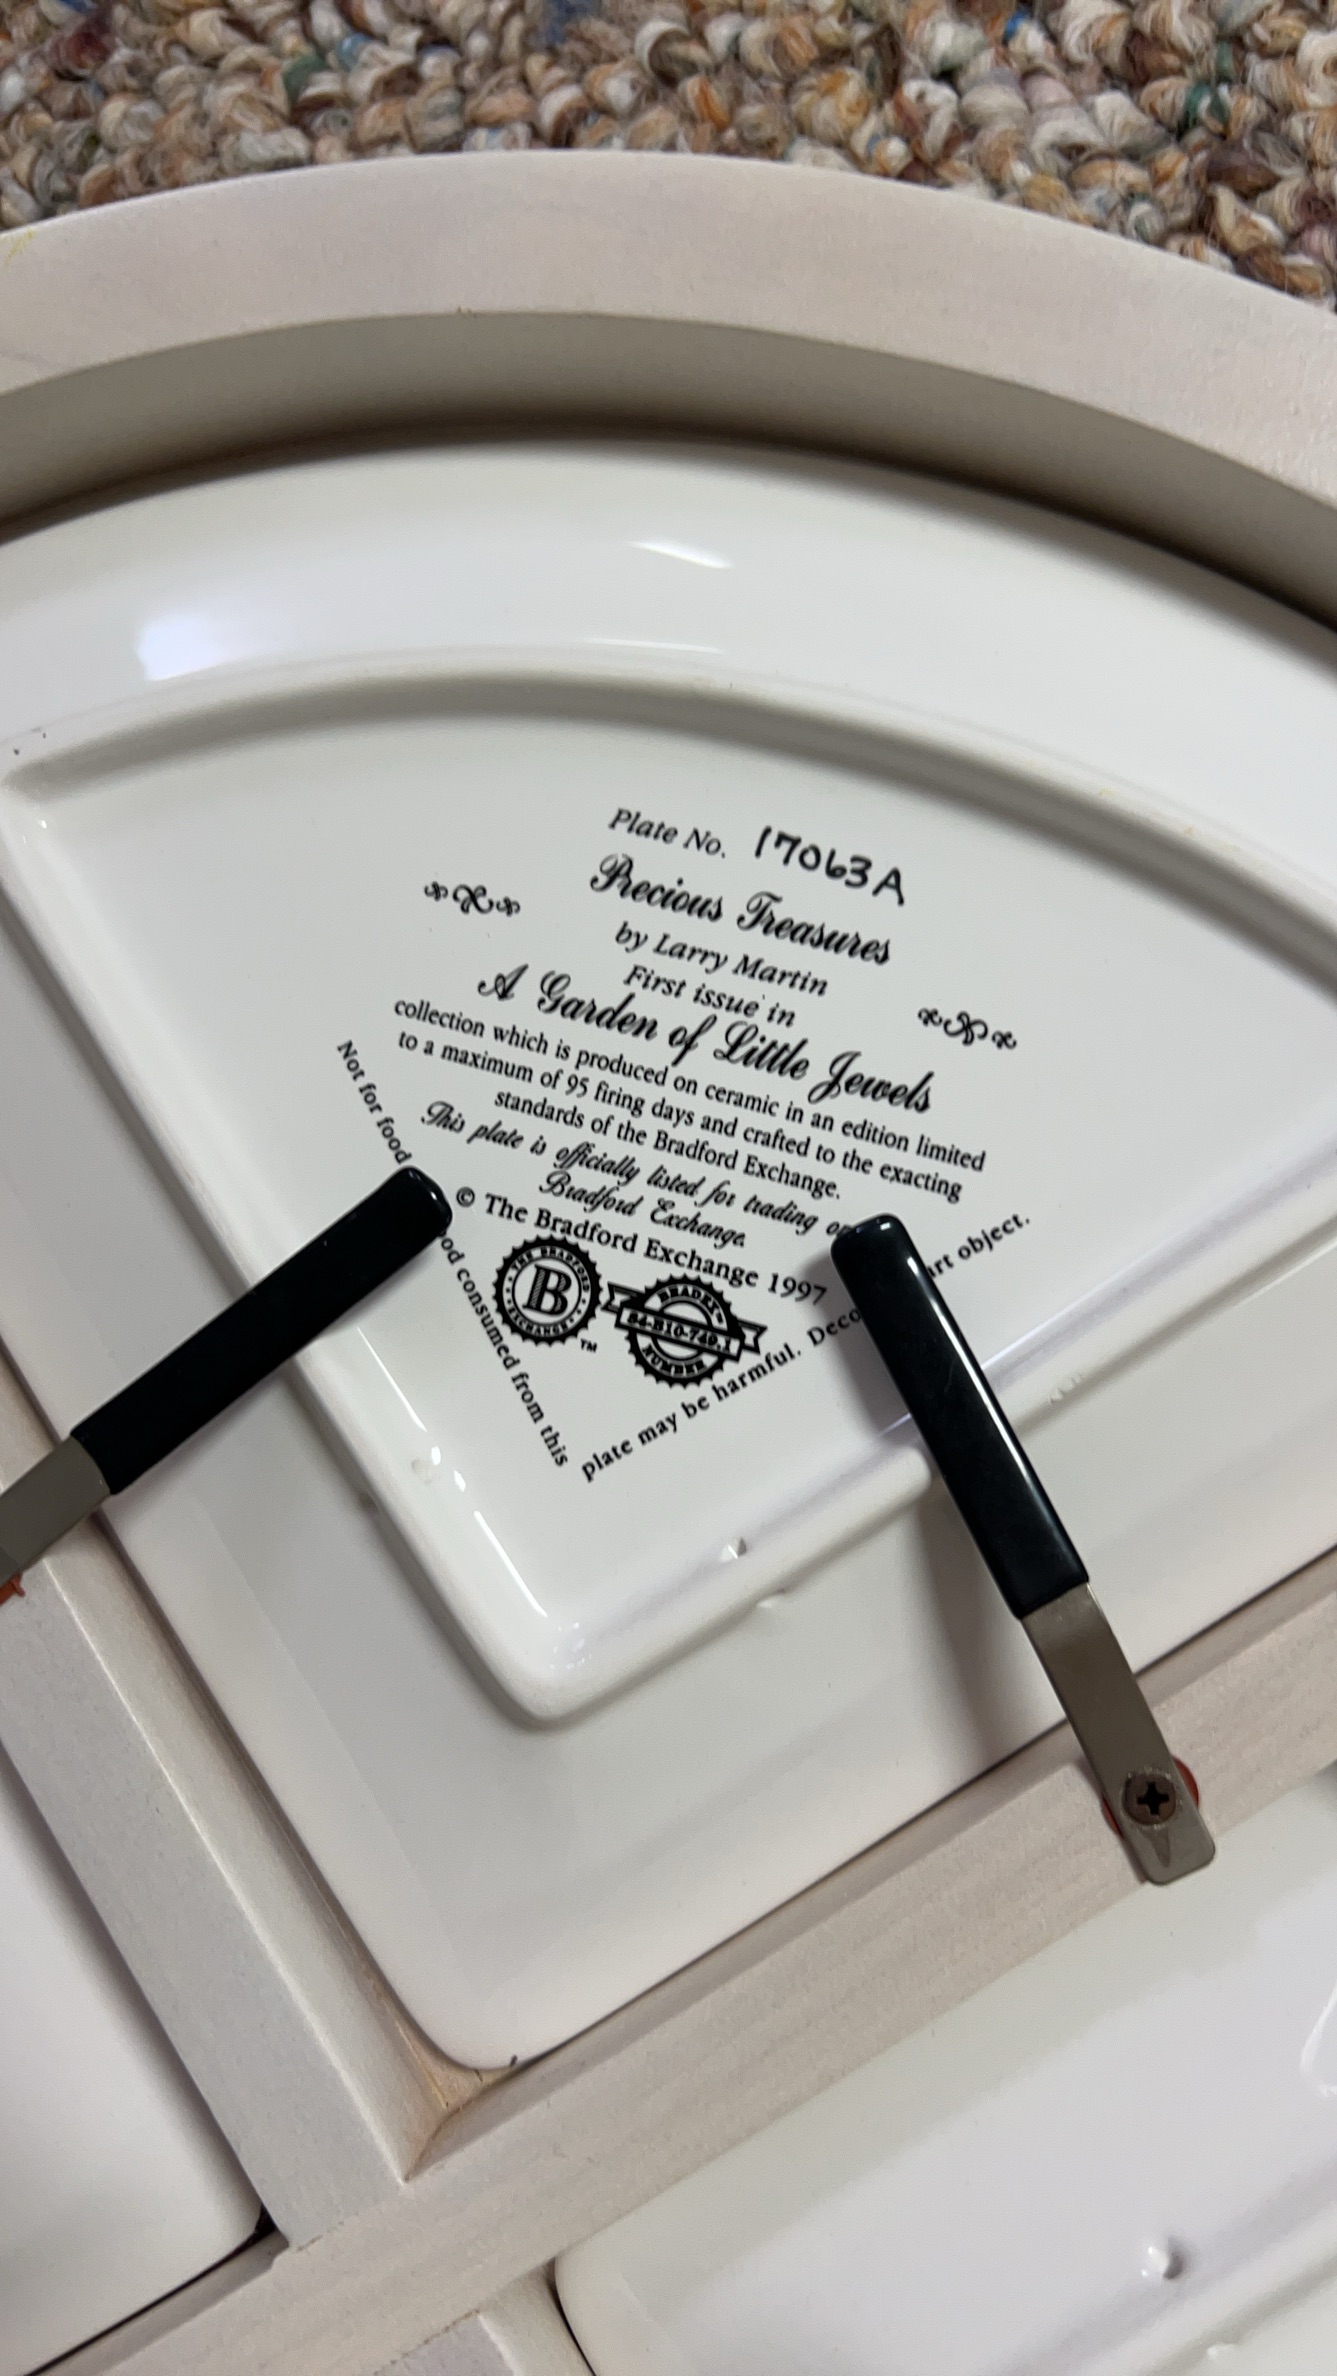 Plate No. 17063A
Precious Treasures
by Larry Martin
First issue in
A Garden of Little Jewels
collection which is produced on ceramic in an edition limited
to a maximum of 95 firing days and crafted to the exacting
standards of the Bradford Exchange.
This plate is officially listed for trading on
Bradford Exchange.
© The Bradford Exchange 1997
THE BRADFORD
B
EXCHANGE
TM
BRADEX®
84-B10-749.1
NUMBER
Not for food
consumed from this
plate may be harmful.
art object.